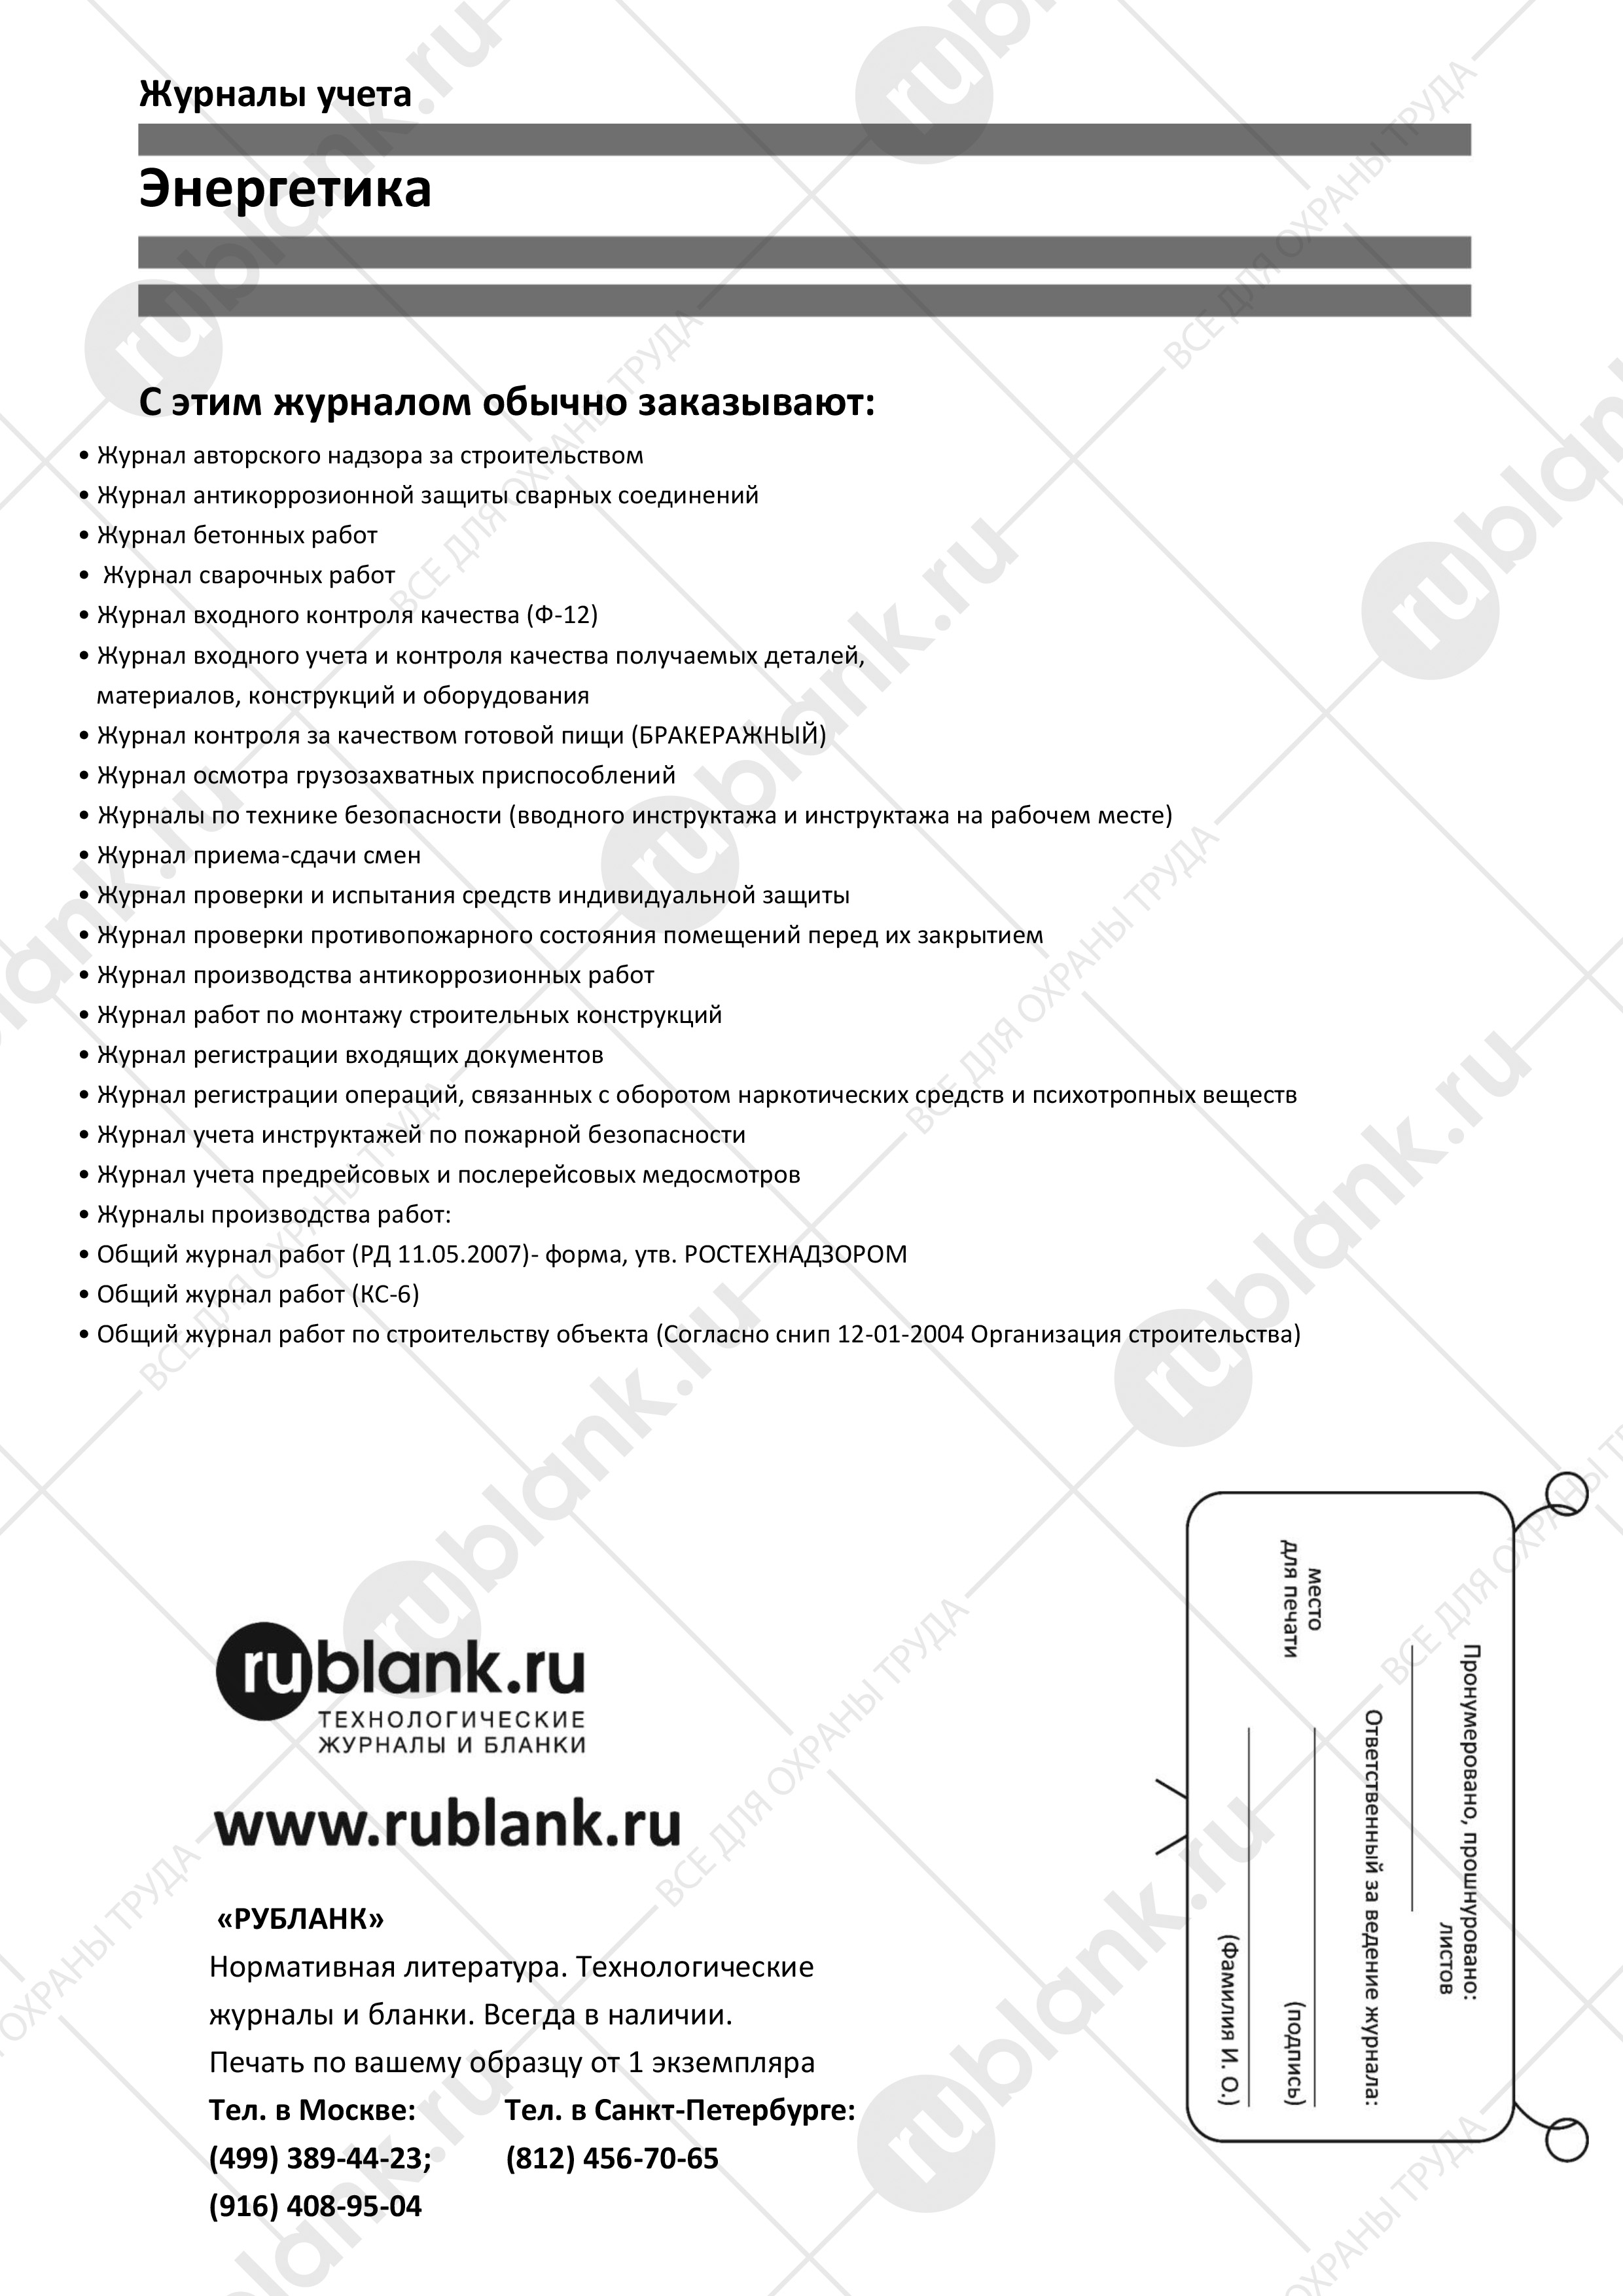 Журналы учета
Энергетика
С этим журналом обычно заказывают:
• Журнал авторского надзора за строительством
• Журнал антикоррозионной защиты сварных соединений
• Журнал бетонных работ
• Журнал сварочных работ
• Журнал входного контроля качества (Ф-12)
• Журнал входного учета и контроля качества получаемых деталей,
материалов, конструкций и оборудования
• Журнал контроля за качеством готовой пищи (БРАКЕРАЖНЫЙ)
• Журнал осмотра грузозахватных приспособлений
• Журналы по технике безопасности (вводного инструктажа и инструктажа на рабочем месте)
• Журнал приема-сдачи смен
• Журнал проверки и испытания средств индивидуальной защиты
• Журнал проверки противопожарного состояния помещений перед их закрытием
• Журнал производства антикоррозионных работ
• Журнал работ по монтажу строительных конструкций
• Журнал регистрации входящих документов
• Журнал регистрации операций, связанных с оборотом наркотических средств и психотропных веществ
• Журнал учета инструктажей по пожарной безопасности
• Журнал учета предрейсовых и послерейсовых медосмотров
• Журналы производства работ:
• Общий журнал работ (РД 11.05.2007)- форма, утв. РОСТЕХНАДЗОРОМ
• Общий журнал работ (КС-6)
• Общий журнал работ по строительству объекта (Согласно снип 12-01-2004 Организация строительства)
rublank.ru
ТЕХНОЛОГИЧЕСКИЕ
ЖУРНАЛЫ И БЛАНКИ
www.rublank.ru
«РУБЛАНК»
Нормативная литература. Технологические
журналы и бланки. Всегда в наличии.
Печать по вашему образцу от 1 экземпляра
Тел. в Москве: Тел. в Санкт-Петербурге:
(499) 389-44-23; (812) 456-70-65
(916) 408-95-04
Пронумеровано, прошнуровано:
листов
Ответственный за ведение журнала:
место
для печати
(подпись)
(Фамилия И. О.)
rublank.ru
ВСЕ ДЛЯ ОХРАНЫ ТРУДА